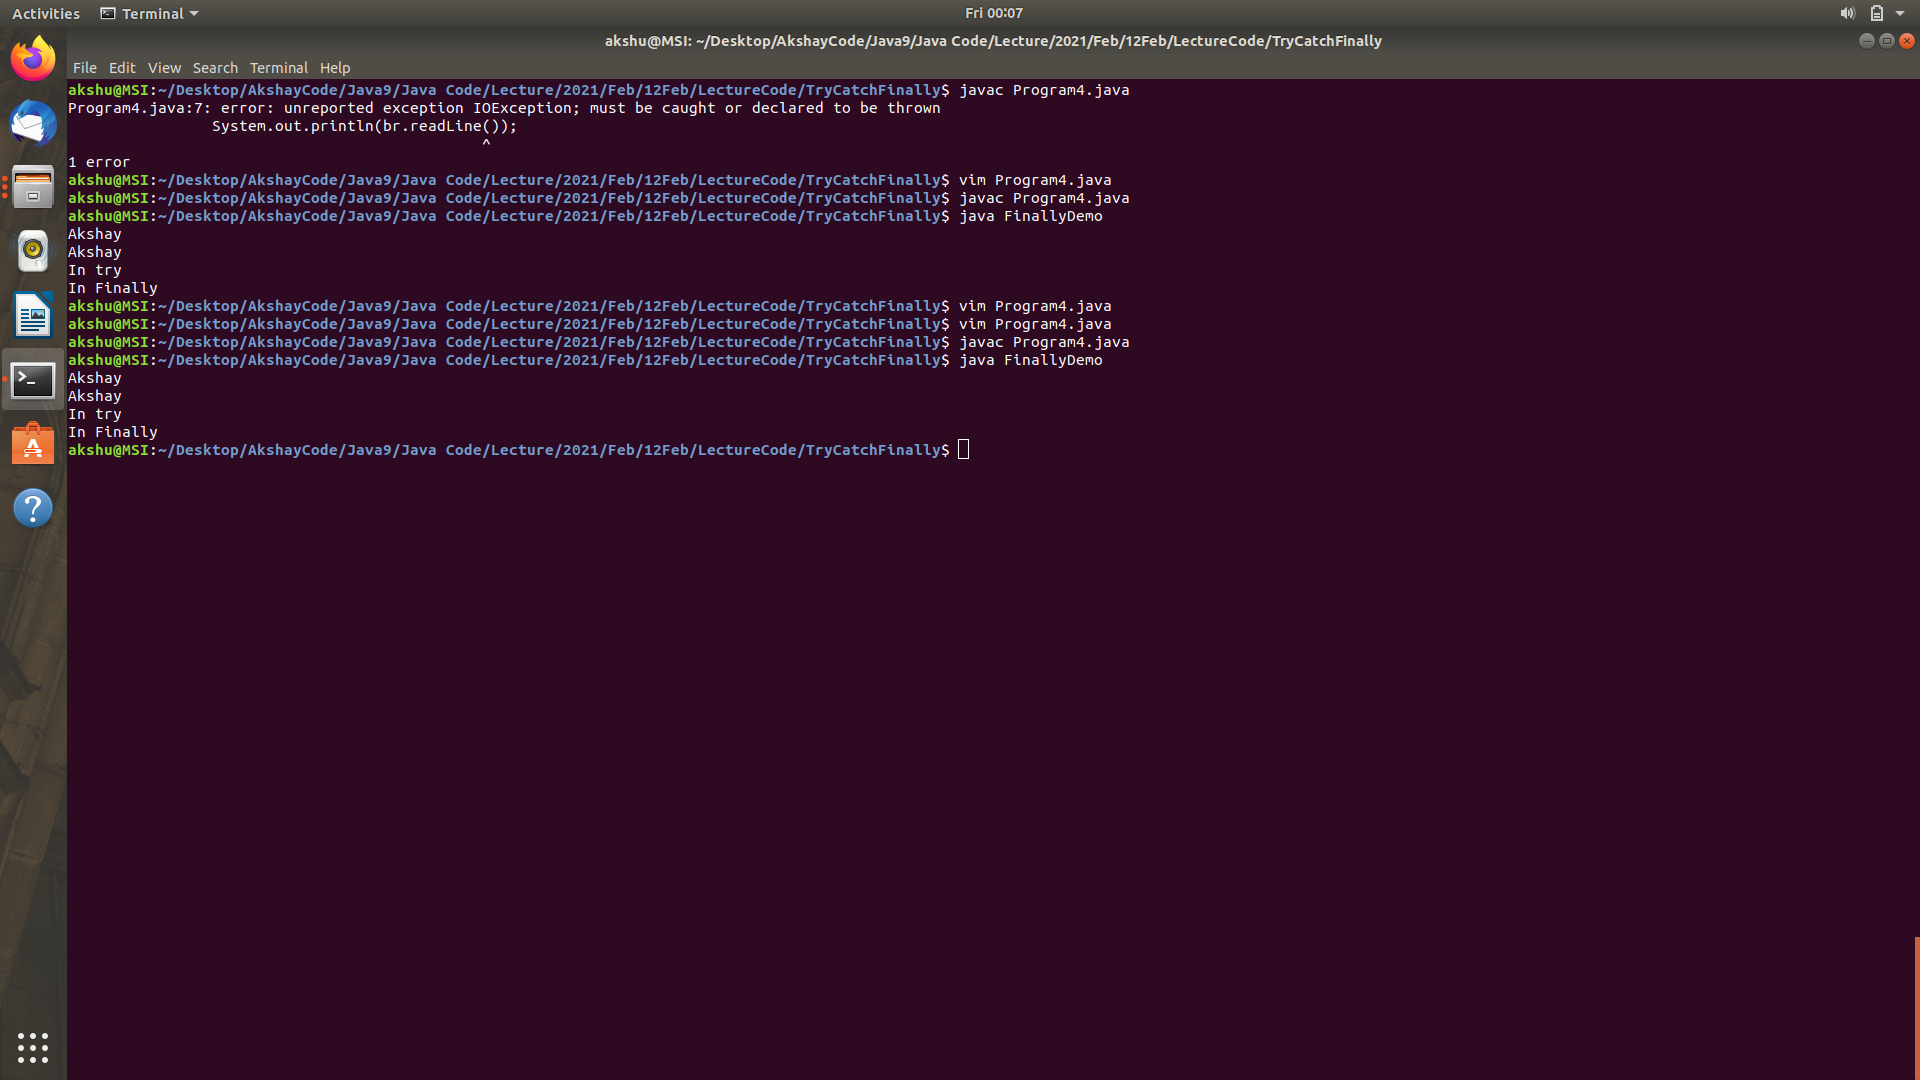 Activities Terminal Fri 00:07
akshu@MSI: ~/Desktop/AkshayCode/Java9/Java Code/Lecture/2021/Feb/12Feb/LectureCode/TryCatchFinally
File Edit View Search Terminal Help
akshu@MSI:~/Desktop/AkshayCode/Java9/Java Code/Lecture/2021/Feb/12Feb/LectureCode/TryCatchFinally$ javac Program4.java
Program4.java:7: error: unreported exception IOException; must be caught or declared to be thrown
                System.out.println(br.readLine());
                                              ^
1 error
akshu@MSI:~/Desktop/AkshayCode/Java9/Java Code/Lecture/2021/Feb/12Feb/LectureCode/TryCatchFinally$ vim Program4.java
akshu@MSI:~/Desktop/AkshayCode/Java9/Java Code/Lecture/2021/Feb/12Feb/LectureCode/TryCatchFinally$ javac Program4.java
akshu@MSI:~/Desktop/AkshayCode/Java9/Java Code/Lecture/2021/Feb/12Feb/LectureCode/TryCatchFinally$ java FinallyDemo
Akshay
Akshay
In try
In Finally
akshu@MSI:~/Desktop/AkshayCode/Java9/Java Code/Lecture/2021/Feb/12Feb/LectureCode/TryCatchFinally$ vim Program4.java
akshu@MSI:~/Desktop/AkshayCode/Java9/Java Code/Lecture/2021/Feb/12Feb/LectureCode/TryCatchFinally$ vim Program4.java
akshu@MSI:~/Desktop/AkshayCode/Java9/Java Code/Lecture/2021/Feb/12Feb/LectureCode/TryCatchFinally$ javac Program4.java
akshu@MSI:~/Desktop/AkshayCode/Java9/Java Code/Lecture/2021/Feb/12Feb/LectureCode/TryCatchFinally$ java FinallyDemo
Akshay
Akshay
In try
In Finally
akshu@MSI:~/Desktop/AkshayCode/Java9/Java Code/Lecture/2021/Feb/12Feb/LectureCode/TryCatchFinally$